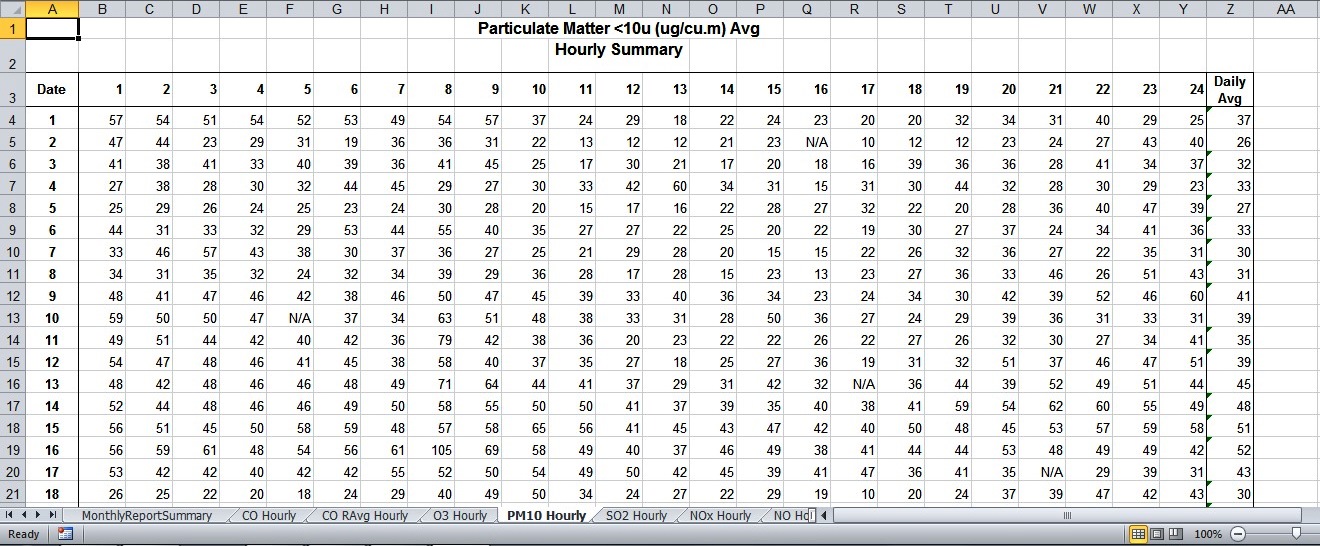 A B C D E F G H I J K L M N O P Q R S T U V W X Y Z AA
1 Particulate Matter <10u (ug/cu.m) Avg
2 Hourly Summary
3 Date 1 2 3 4 5 6 7 8 9 10 11 12 13 14 15 16 17 18 19 20 21 22 23 24 Daily Avg
4 1 57 54 51 54 52 53 49 54 57 37 24 29 18 22 24 23 20 20 32 34 31 40 29 25 37
5 2 47 44 23 29 31 19 36 36 31 22 13 12 12 21 23 N/A 10 12 12 23 24 27 43 40 26
6 3 41 38 41 33 40 39 36 41 45 25 17 30 21 17 20 18 16 39 36 36 28 41 34 37 32
7 4 27 38 28 30 32 44 45 29 27 30 33 42 60 34 31 15 31 30 44 32 28 30 29 23 33
8 5 25 29 26 24 25 23 24 30 28 20 15 17 16 22 28 27 32 22 20 28 36 40 47 39 27
9 6 44 31 33 32 29 53 44 55 40 35 27 27 22 25 20 22 19 30 27 37 24 34 41 36 33
10 7 33 46 57 43 38 30 37 36 27 25 21 29 28 20 15 15 22 26 32 36 27 22 35 31 30
11 8 34 31 35 32 24 32 34 39 29 36 28 17 28 15 23 13 23 27 36 33 46 26 51 43 31
12 9 48 41 47 46 42 38 46 50 47 45 39 33 40 36 34 23 24 34 30 42 39 52 46 60 41
13 10 59 50 50 47 N/A 37 34 63 51 48 38 33 31 28 50 36 27 24 29 39 36 31 33 31 39
14 11 49 51 44 42 40 42 36 79 42 38 36 20 23 22 22 26 22 27 26 32 30 27 34 41 35
15 12 54 47 48 46 41 45 38 58 40 37 35 27 18 25 27 36 19 31 32 51 37 46 47 51 39
16 13 48 42 48 46 46 48 49 71 64 44 41 37 29 31 42 32 N/A 36 44 39 52 49 51 44 45
17 14 52 44 48 46 46 49 50 58 55 50 50 41 37 39 35 40 38 41 59 54 62 60 55 49 48
18 15 56 51 45 50 58 59 48 57 58 65 56 41 45 43 47 42 40 50 48 45 53 57 59 58 51
19 16 56 59 61 48 54 56 61 105 69 58 49 40 37 46 49 38 41 44 44 53 48 49 49 42 52
20 17 53 42 42 40 42 42 55 52 50 54 49 50 42 45 39 41 47 36 41 35 N/A 29 39 31 43
21 18 26 25 22 20 18 24 29 40 49 50 34 24 27 22 29 19 10 20 24 37 39 47 42 43 30
MonthlyReportSummary CO Hourly CO RAvg Hourly O3 Hourly PM10 Hourly SO2 Hourly NOx Hourly
Ready 100%